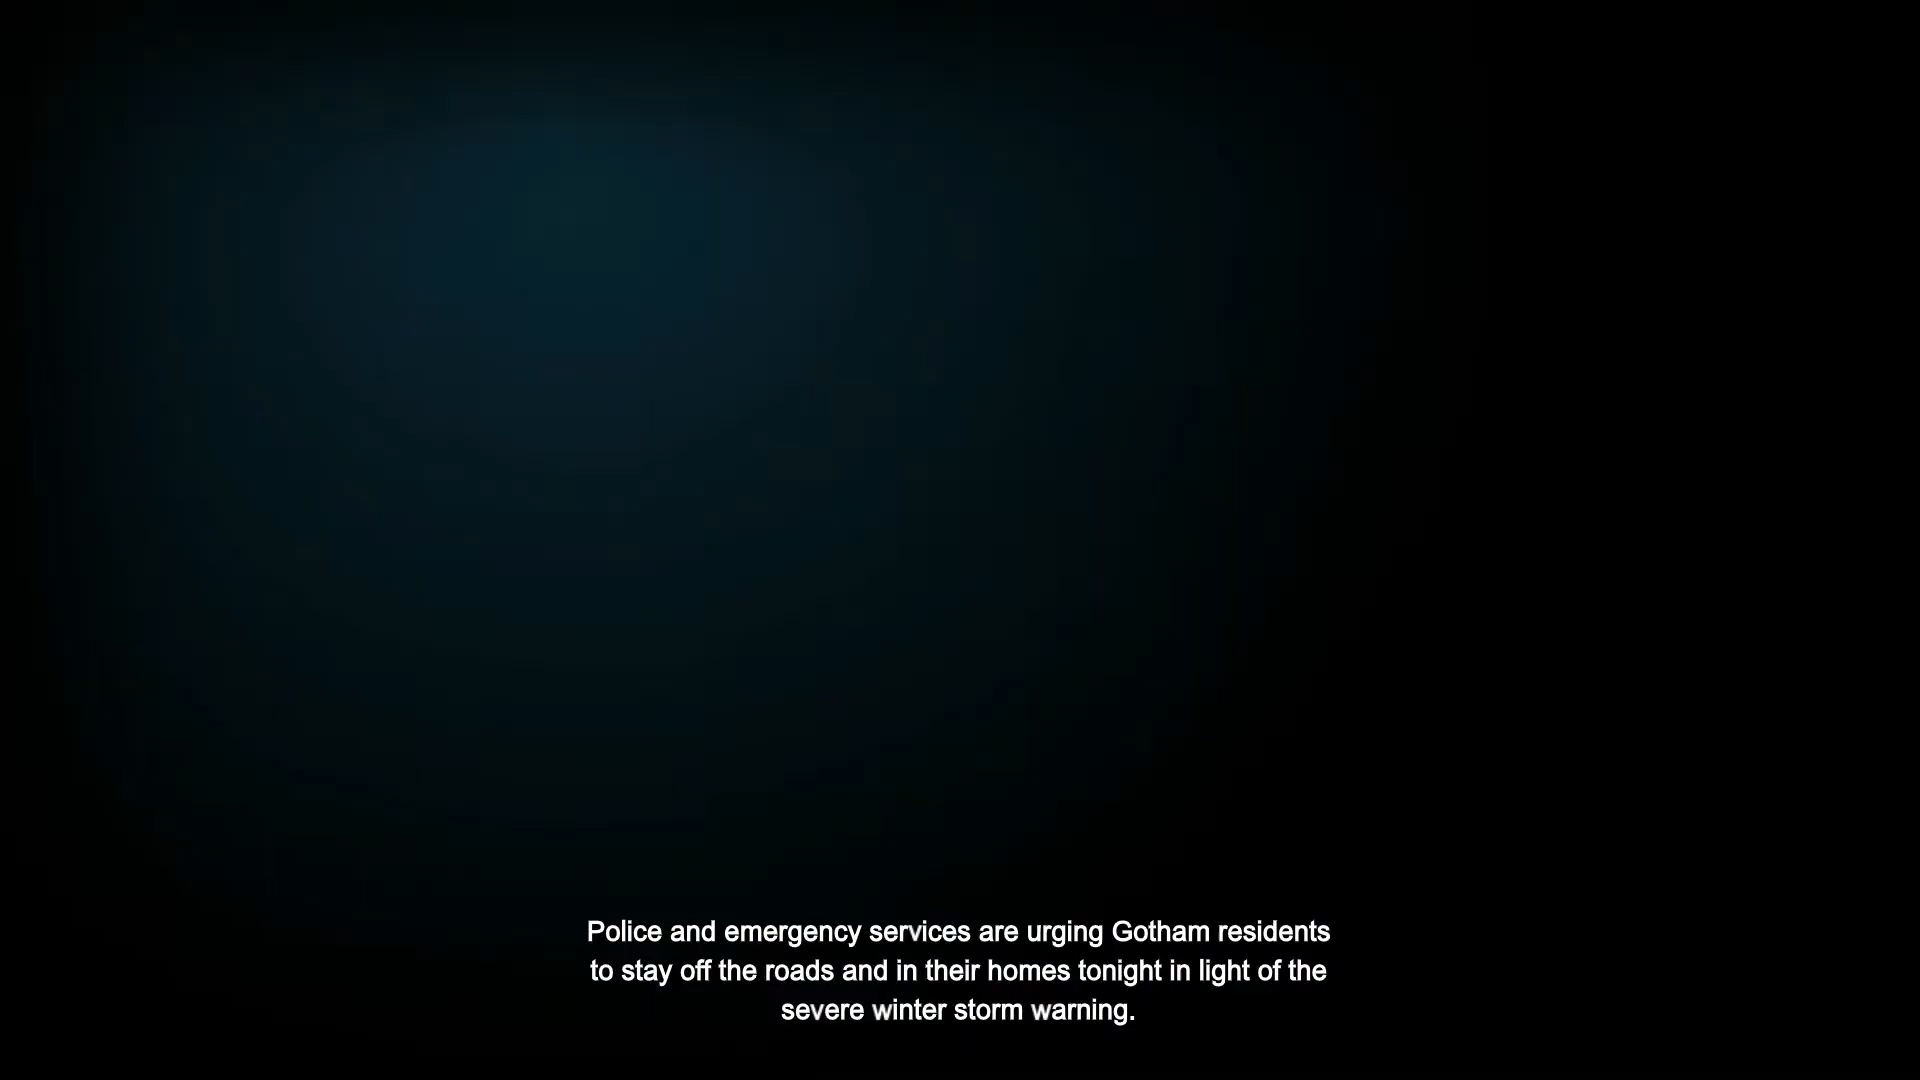 Police and emergency services are urging Gotham residents
to stay off the roads and in their homes tonight in light of the
severe winter storm warning.